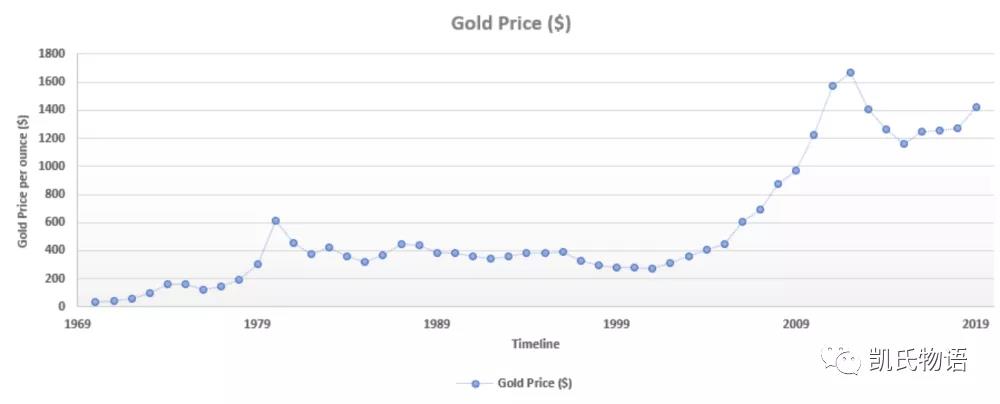 Gold Price ($)
1800
1600
1400
1200
1000
800
600
400
200
0
Gold Price per ounce ($)
1969 1979 1989 1999 2009 2019
Timeline
Gold Price ($)
凯氏物语